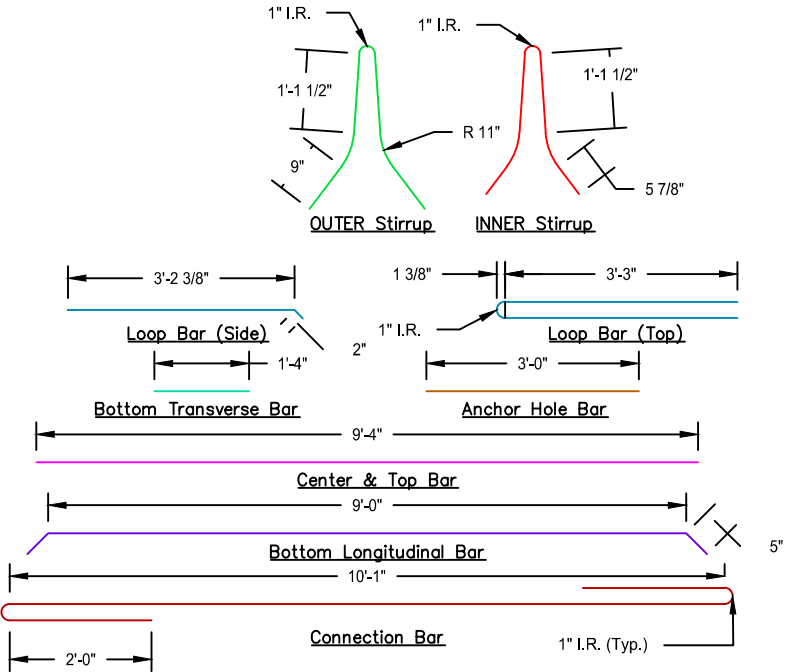 1" I.R.
1" I.R.
1'-1 1/2"
1'-1 1/2"
R 11"
9"
5 7/8"
OUTER Stirrup
INNER Stirrup
3'-2 3/8"
1 3/8"
3'-3"
1" I.R.
Loop Bar (Side)
Loop Bar (Top)
2"
1'-4"
3'-0"
Bottom Transverse Bar
Anchor Hole Bar
9'-4"
Center & Top Bar
9'-0"
5"
Bottom Longitudinal Bar
10'-1"
Connection Bar
1" I.R. (Typ.)
2'-0"